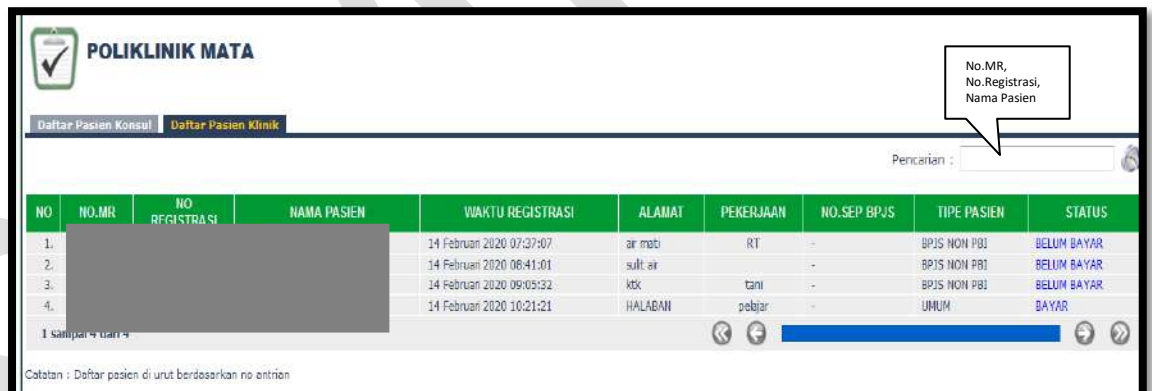 POLIKLINIK MATA
No.MR,
No.Registrasi,
Nama Pasien
Daftar Pasien Konsul Daftar Pasien Klinik
Pencarian :
NO NO.MR NO REGISTRASI NAMA PASIEN WAKTU REGISTRASI ALAMAT PEKERJAAN NO.SEP BPJS TIPE PASIEN STATUS
1. 14 Februari 2020 07:37:07 air mati RT - BPJS NON PBI BELUM BAYAR
2. 14 Februari 2020 08:41:01 sulit air - BPJS NON PBI BELUM BAYAR
3. 14 Februari 2020 09:05:32 ktk tani - BPJS NON PBI BELUM BAYAR
4. 14 Februari 2020 10:21:21 HALABAN pelajar - UMUM BAYAR
1 sampai 4 dari 4
Catatan : Daftar pasien di urut berdasarkan no antrian